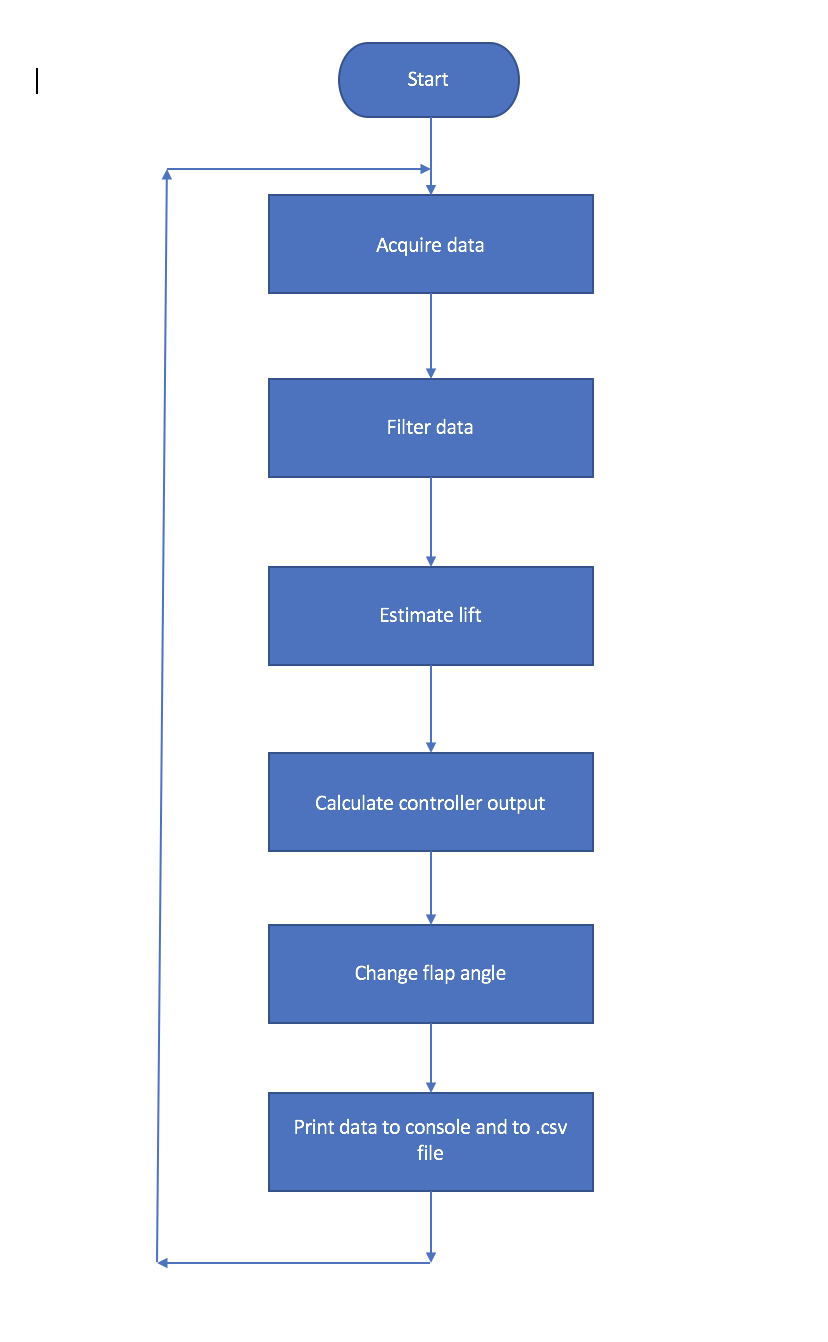 Start
Acquire data
Filter data
Estimate lift
Calculate controller output
Change flap angle
Print data to console and to .csv
file